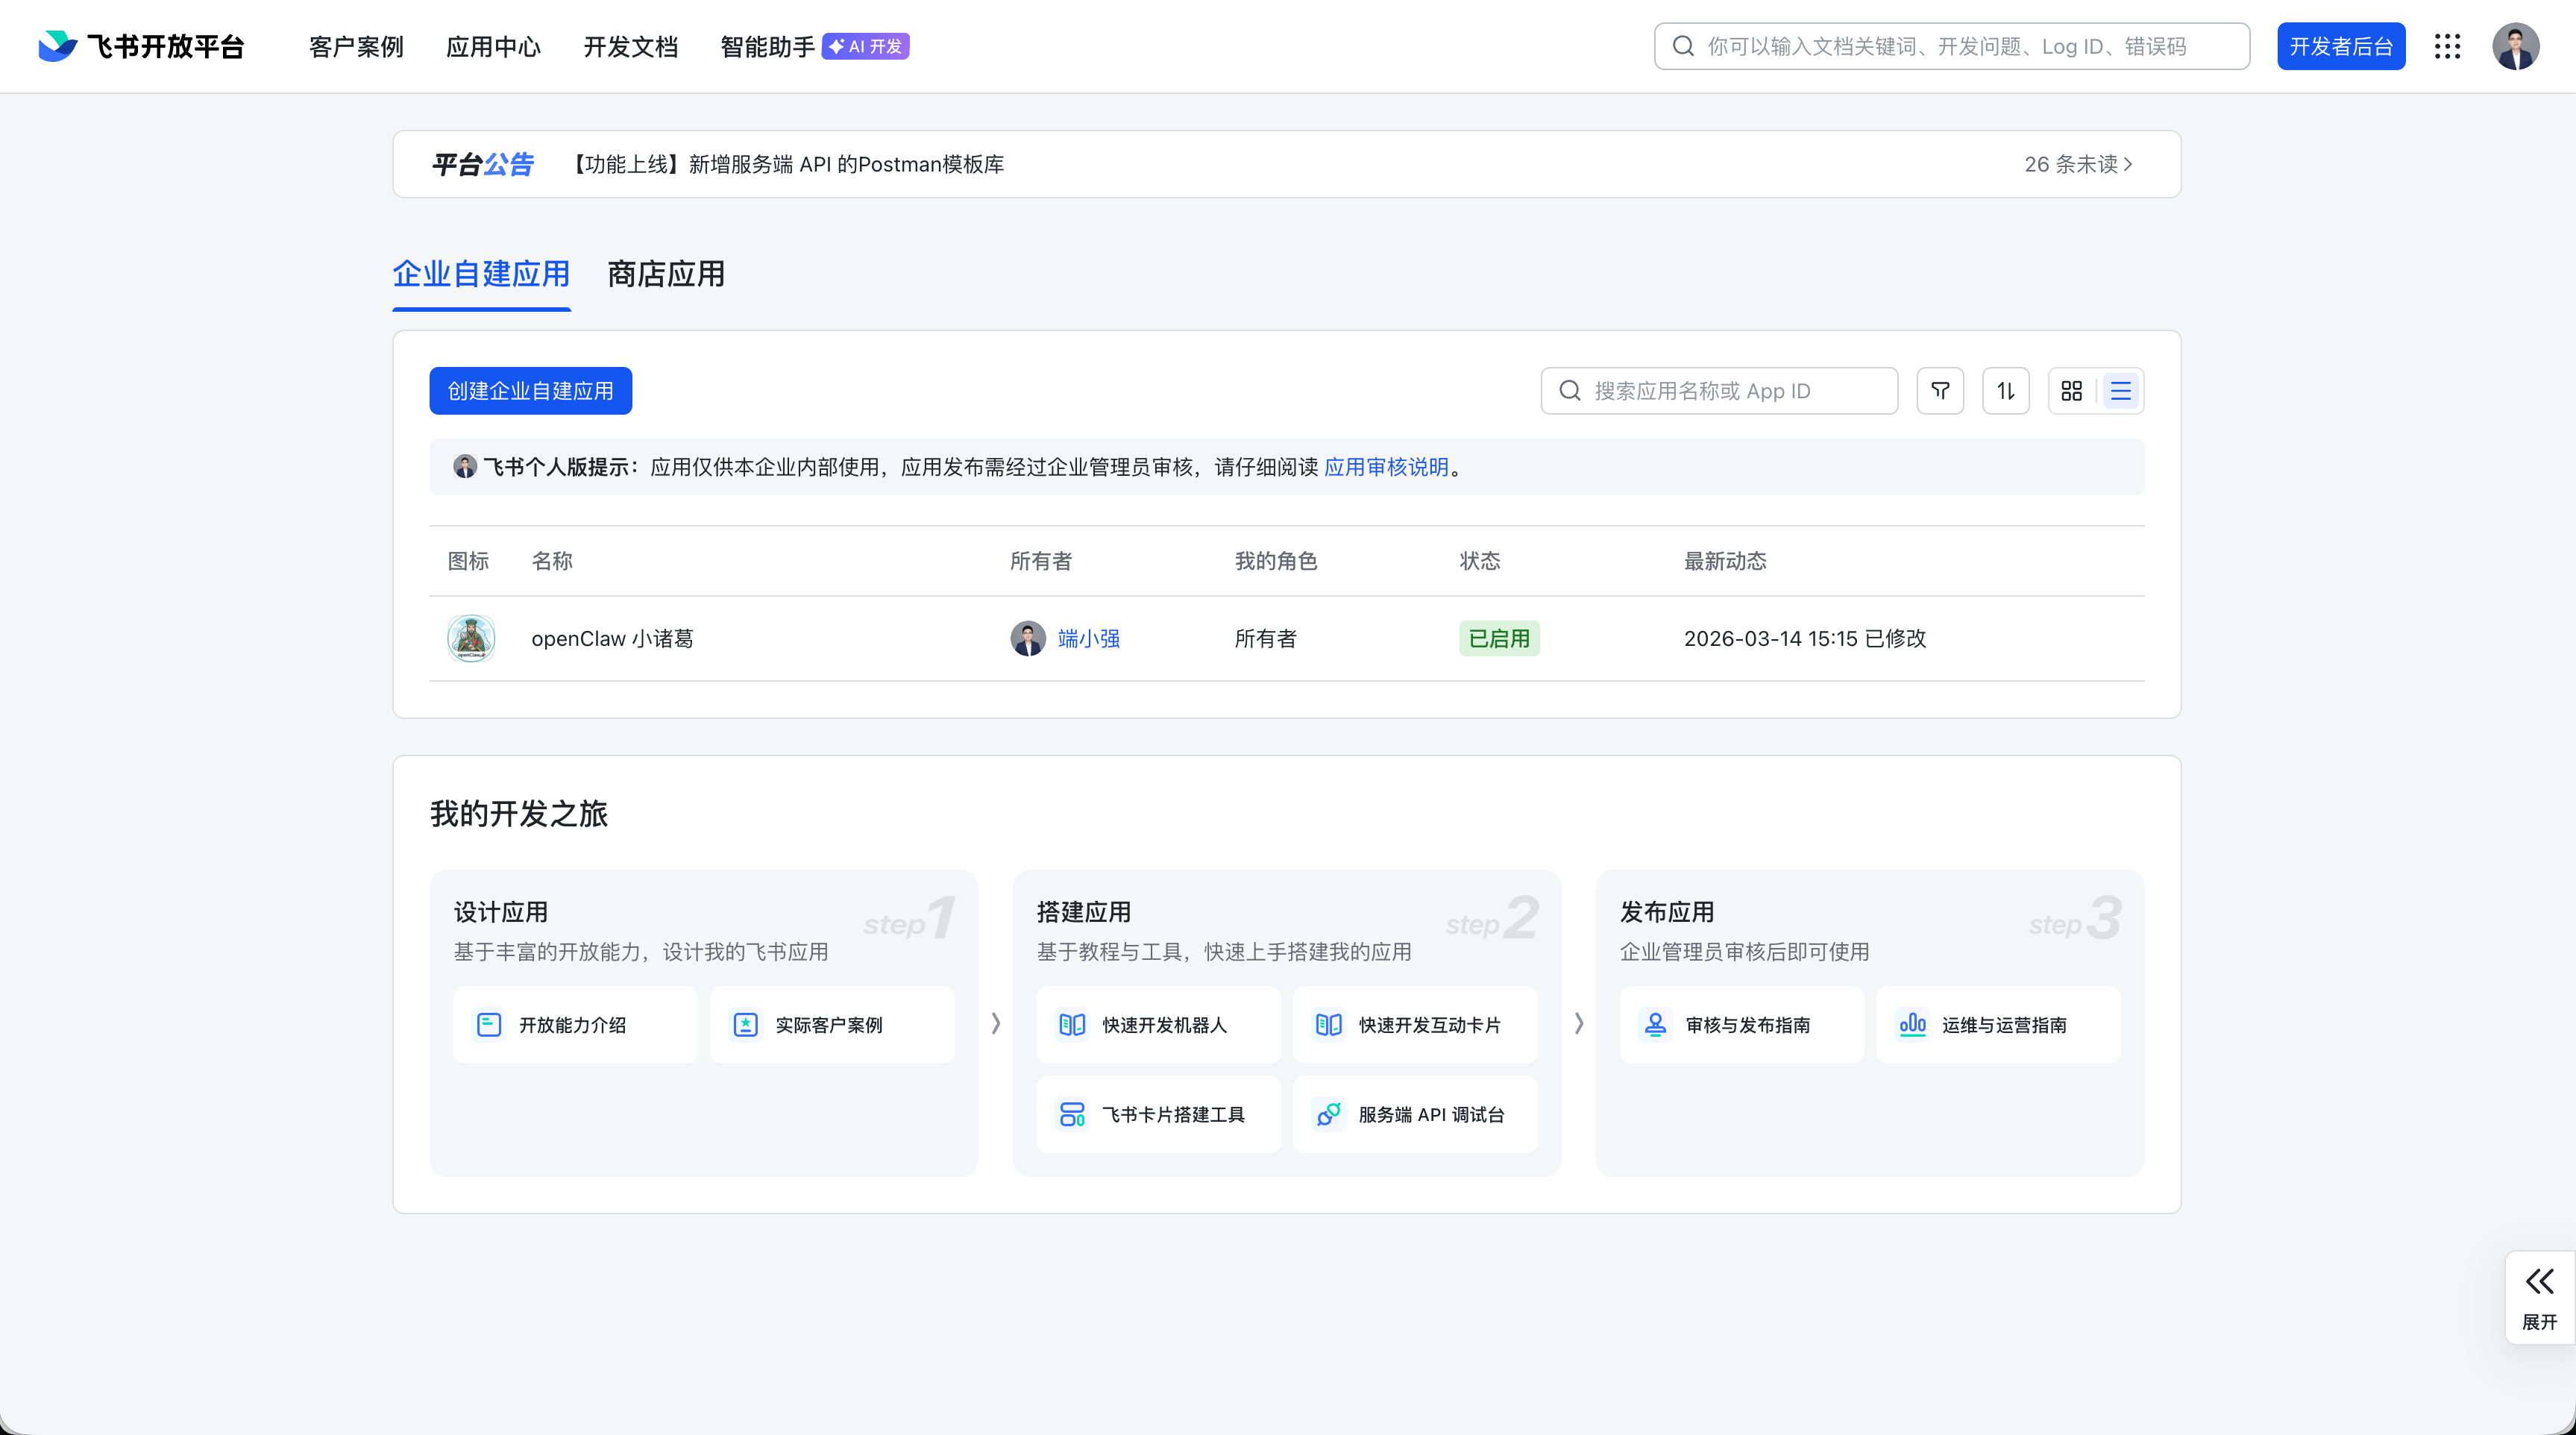 飞书开放平台 客户案例 应用中心 开发文档 智能助手 AI 开发 你可以输入文档关键词、开发问题、Log ID、错误码 开发者后台
平台公告 【功能上线】新增服务端 API 的Postman模板库 26 条未读
企业自建应用 商店应用
创建企业自建应用 搜索应用名称或 App ID
飞书个人版提示：应用仅供本企业内部使用，应用发布需经过企业管理员审核，请仔细阅读 应用审核说明。
图标 名称 所有者 我的角色 状态 最新动态
openClaw 小诸葛 端小强 所有者 已启用 2026-03-14 15:15 已修改
我的开发之旅
设计应用 step1
基于丰富的开放能力，设计我的飞书应用
开放能力介绍 实际客户案例
搭建应用 step2
基于教程与工具，快速上手搭建我的应用
快速开发机器人 快速开发互动卡片
飞书卡片搭建工具 服务端 API 调试台
发布应用 step3
企业管理员审核后即可使用
审核与发布指南 运维与运营指南
展开